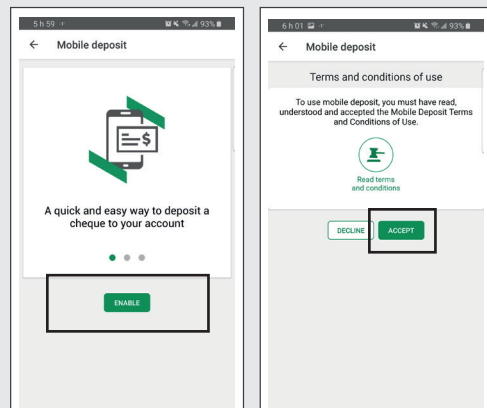 5 h 59
93%
Mobile deposit
$
A quick and easy way to deposit a
cheque to your account
ENABLE
6 h 01
93%
Mobile deposit
Terms and conditions of use
To use mobile deposit, you must have read,
understood and accepted the Mobile Deposit Terms
and Conditions of Use.
Read terms
and conditions
DECLINE
ACCEPT